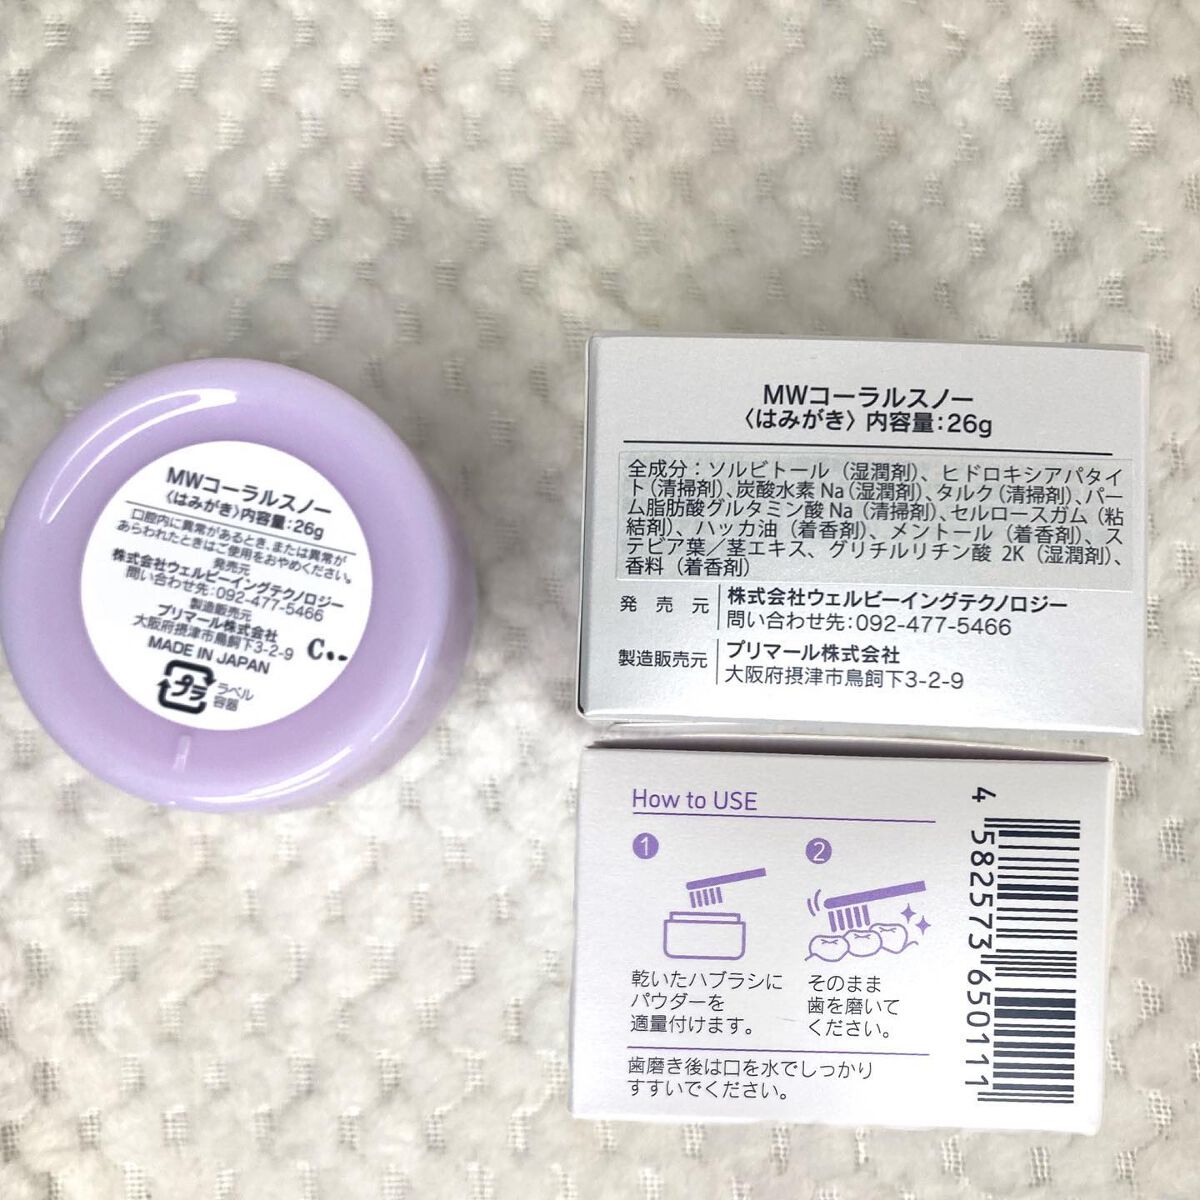 MWコーラルスノー
〈はみがき〉内容量:26g
口腔内に異常があるとき、または異常が
あらわれたときはご使用をおやめください。
発売元
株式会社ウェルビーイングテクノロジー
問い合わせ先:092-477-5466
製造販売元
プリマール株式会社
大阪府摂津市鳥飼下3-2-9
MADE IN JAPAN
プラ
ラベル
容器
MWコーラルスノー
〈はみがき〉内容量:26g
全成分:ソルビトール(湿潤剤)、ヒドロキシアパタイ
ト(清掃剤)、炭酸水素Na(湿潤剤)、タルク(清掃剤)、パー
ム脂肪酸グルタミン酸Na(清掃剤)、セルロースガム(粘
結剤)、ハッカ油(着香剤)、メントール(着香剤)、ス
テビア葉/茎エキス、グリチルリチン酸 2K(湿潤剤)、
香料(着香剤)
発売元 株式会社ウェルビーイングテクノロジー
問い合わせ先:092-477-5466
製造販売元 プリマール株式会社
大阪府摂津市鳥飼下3-2-9
How to USE
1
乾いたハブラシに
パウダーを
適量付けます。
2
そのまま
歯を磨いて
ください。
歯磨き後は口を水でしっかり
すすいでください。
4 582573 650111